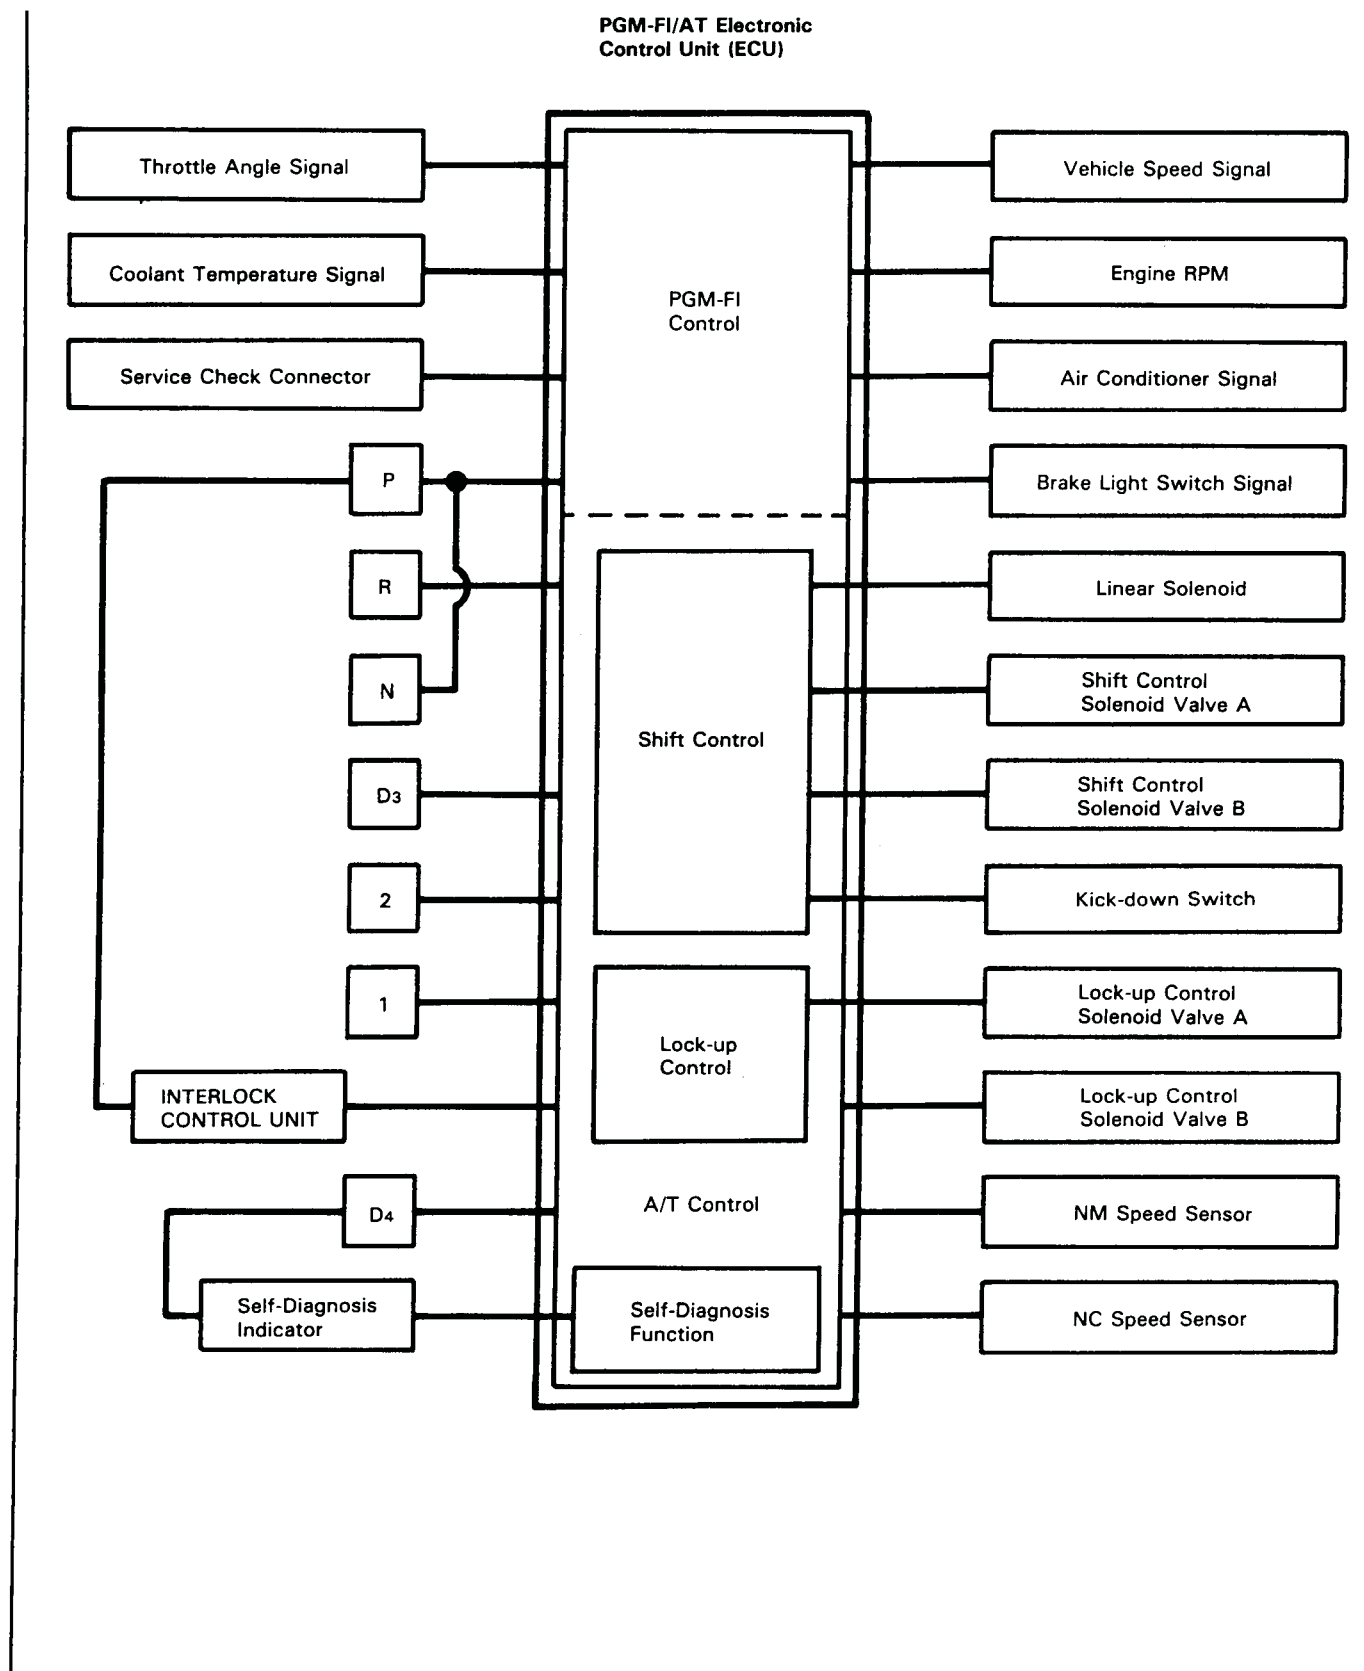 PGM-FI/AT Electronic
Control Unit (ECU)
Throttle Angle Signal
Coolant Temperature Signal
Service Check Connector
P
R
N
D3
2
1
INTERLOCK
CONTROL UNIT
D4
Self-Diagnosis
Indicator
PGM-FI
Control
Shift Control
Lock-up
Control
A/T Control
Self-Diagnosis
Function
Vehicle Speed Signal
Engine RPM
Air Conditioner Signal
Brake Light Switch Signal
Linear Solenoid
Shift Control
Solenoid Valve A
Shift Control
Solenoid Valve B
Kick-down Switch
Lock-up Control
Solenoid Valve A
Lock-up Control
Solenoid Valve B
NM Speed Sensor
NC Speed Sensor